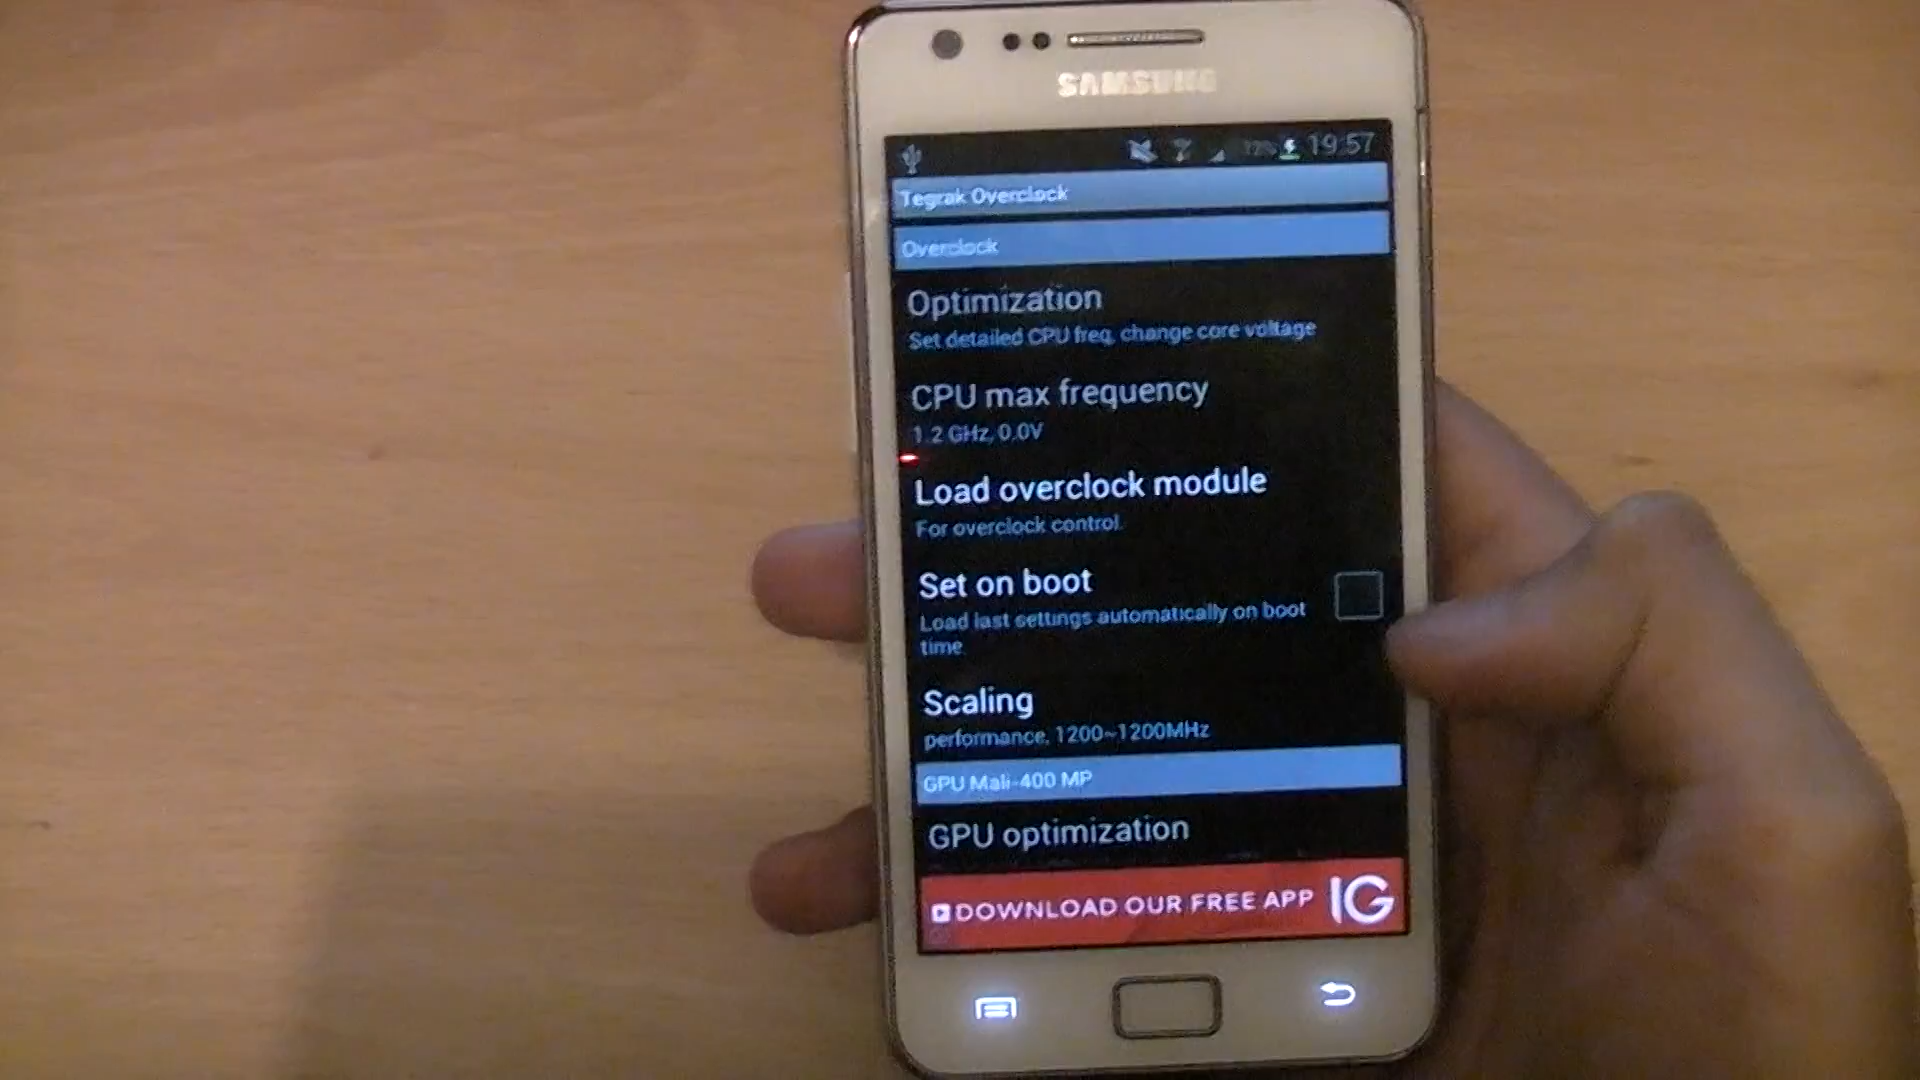 SAMSUNG
19:57
Tegrak Overclock
Overclock
Optimization
Set detailed CPU freq, change core voltage
CPU max frequency
1.2 GHz, 0.0V
Load overclock module
For overclock control.
Set on boot
Load last settings automatically on boot
time.
Scaling
performance, 1200~1200MHz
GPU Mali-400 MP
GPU optimization
DOWNLOAD OUR FREE APP IG